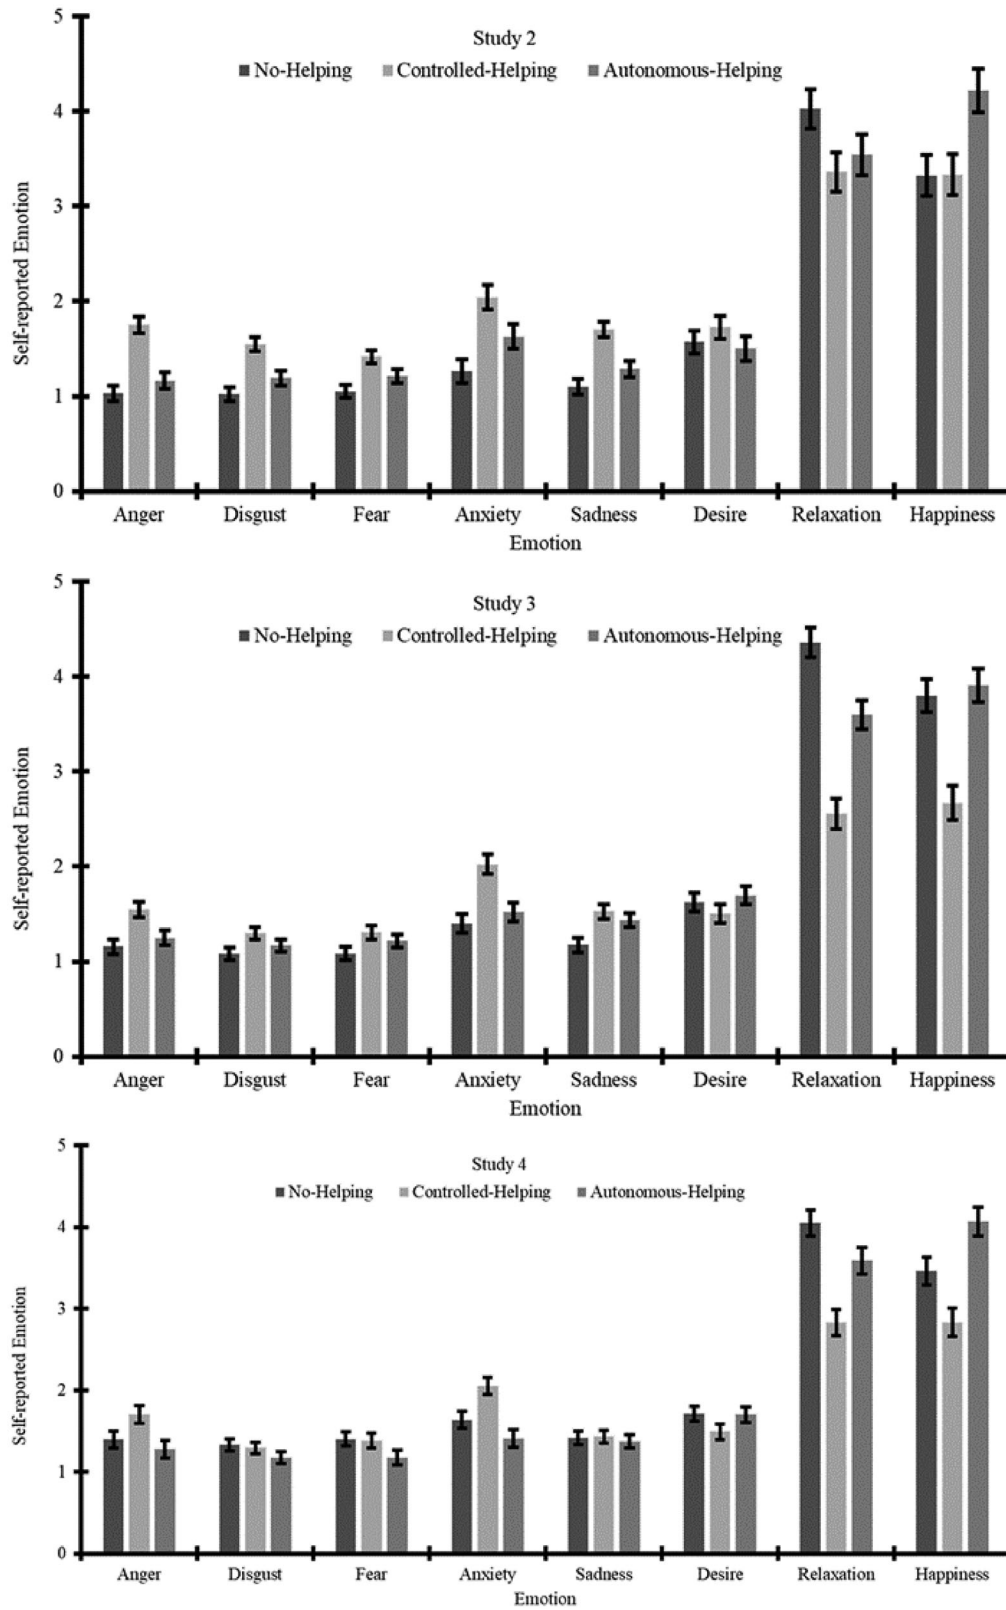 5
Study 2
No-Helping Controlled-Helping Autonomous-Helping
4
3
2
1
0
Self-reported Emotion
Anger Disgust Fear Anxiety Sadness Desire Relaxation Happiness
Emotion
5
Study 3
No-Helping Controlled-Helping Autonomous-Helping
4
3
2
1
0
Self-reported Emotion
Anger Disgust Fear Anxiety Sadness Desire Relaxation Happiness
Emotion
5
Study 4
No-Helping Controlled-Helping Autonomous-Helping
4
3
2
1
0
Self-reported Emotion
Anger Disgust Fear Anxiety Sadness Desire Relaxation Happiness
Emotion